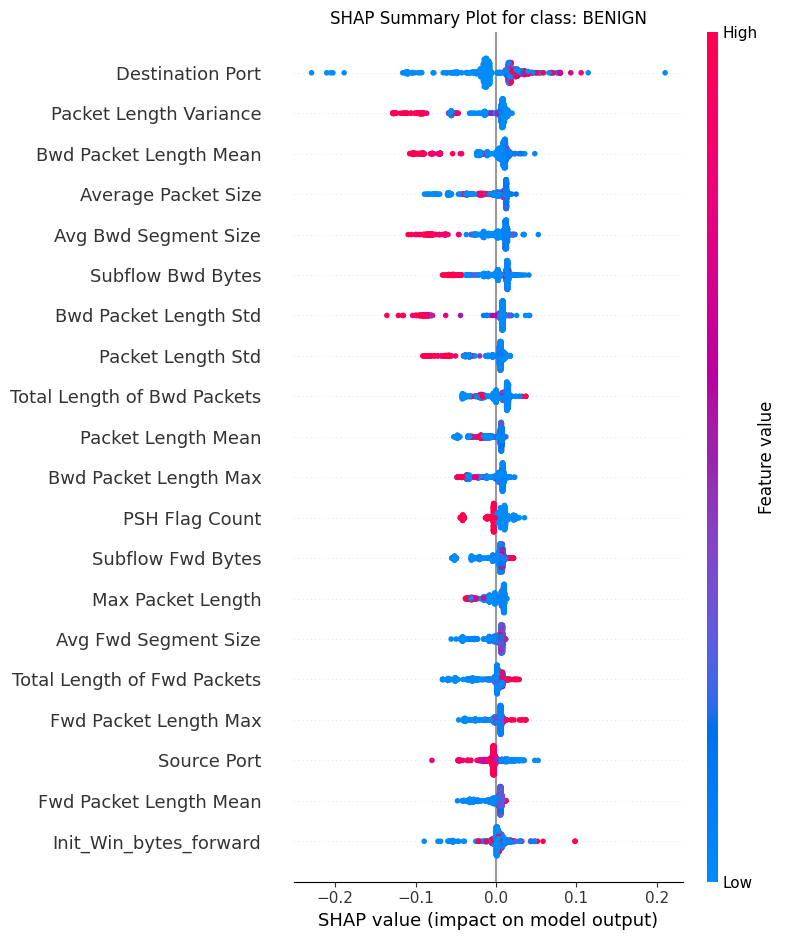 SHAP Summary Plot for class: BENIGN
High
Destination Port
Packet Length Variance
Bwd Packet Length Mean
Average Packet Size
Avg Bwd Segment Size
Subflow Bwd Bytes
Bwd Packet Length Std
Packet Length Std
Total Length of Bwd Packets
Packet Length Mean
Bwd Packet Length Max
PSH Flag Count
Subflow Fwd Bytes
Max Packet Length
Avg Fwd Segment Size
Total Length of Fwd Packets
Fwd Packet Length Max
Source Port
Fwd Packet Length Mean
Init_Win_bytes_forward
Feature value
Low
−0.2 −0.1 0.0 0.1 0.2
SHAP value (impact on model output)